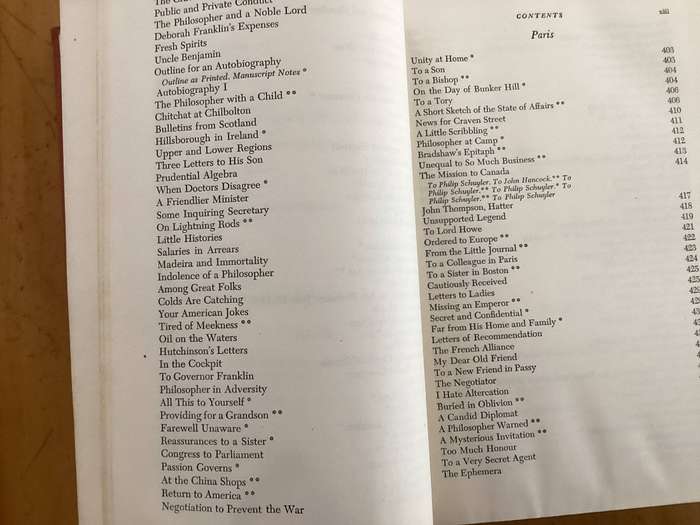 Public and Private Conduct
The Philosopher and a Noble Lord
Deborah Franklin's Expenses
Fresh Spirits
Uncle Benjamin
Outline for an Autobiography
Outline as Printed. Manuscript Notes *
Autobiography I
The Philosopher with a Child **
Chitchat at Chilbolton
Bulletins from Scotland
Hillsborough in Ireland *
Upper and Lower Regions
Three Letters to His Son
Prudential Algebra
When Doctors Disagree *
A Friendlier Minister
Some Inquiring Secretary
On Lightning Rods **
Little Histories
Salaries in Arrears
Madeira and Immortality
Indolence of a Philosopher
Among Great Folks
Colds Are Catching
Your American Jokes
Tired of Meekness **
Oil on the Waters
Hutchinson's Letters
In the Cockpit
To Governor Franklin
Philosopher in Adversity
All This to Yourself *
Providing for a Grandson **
Farewell Unaware *
Reassurances to a Sister *
Congress to Parliament
Passion Governs *
At the China Shops **
Return to America **
Negotiation to Prevent the War
CONTENTS xiii
Paris
Unity at Home * 403
To a Son 403
To a Bishop ** 404
On the Day of Bunker Hill * 404
To a Tory 406
A Short Sketch of the State of Affairs ** 406
News for Craven Street 410
A Little Scribbling ** 411
Philosopher at Camp * 412
Bradshaw's Epitaph ** 412
Unequal to So Much Business ** 413
The Mission to Canada 414
To Philip Schuyler. To John Hancock.** To
Philip Schuyler.** To Philip Schuyler.* To
Philip Schuyler.** To Philip Schuyler
John Thompson, Hatter 417
Unsupported Legend 418
To Lord Howe 419
Ordered to Europe ** 421
From the Little Journal ** 422
To a Colleague in Paris 423
To a Sister in Boston ** 424
Cautiously Received 425
Letters to Ladies 425
Missing an Emperor **
Secret and Confidential *
Far from His Home and Family *
Letters of Recommendation
The French Alliance
My Dear Old Friend
To a New Friend in Passy
The Negotiator
I Hate Altercation
Buried in Oblivion **
A Candid Diplomat
A Philosopher Warned **
A Mysterious Invitation **
Too Much Honour
To a Very Secret Agent
The Ephemera